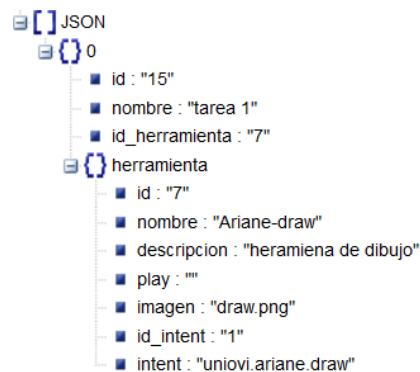 JSON
0
id : "15"
nombre : "tarea 1"
id_herramienta : "7"
herramienta
id : "7"
nombre : "Ariane-draw"
descripcion : "heramiena de dibujo"
play : ""
imagen : "draw.png"
id_intent : "1"
intent : "uniovi.ariane.draw"